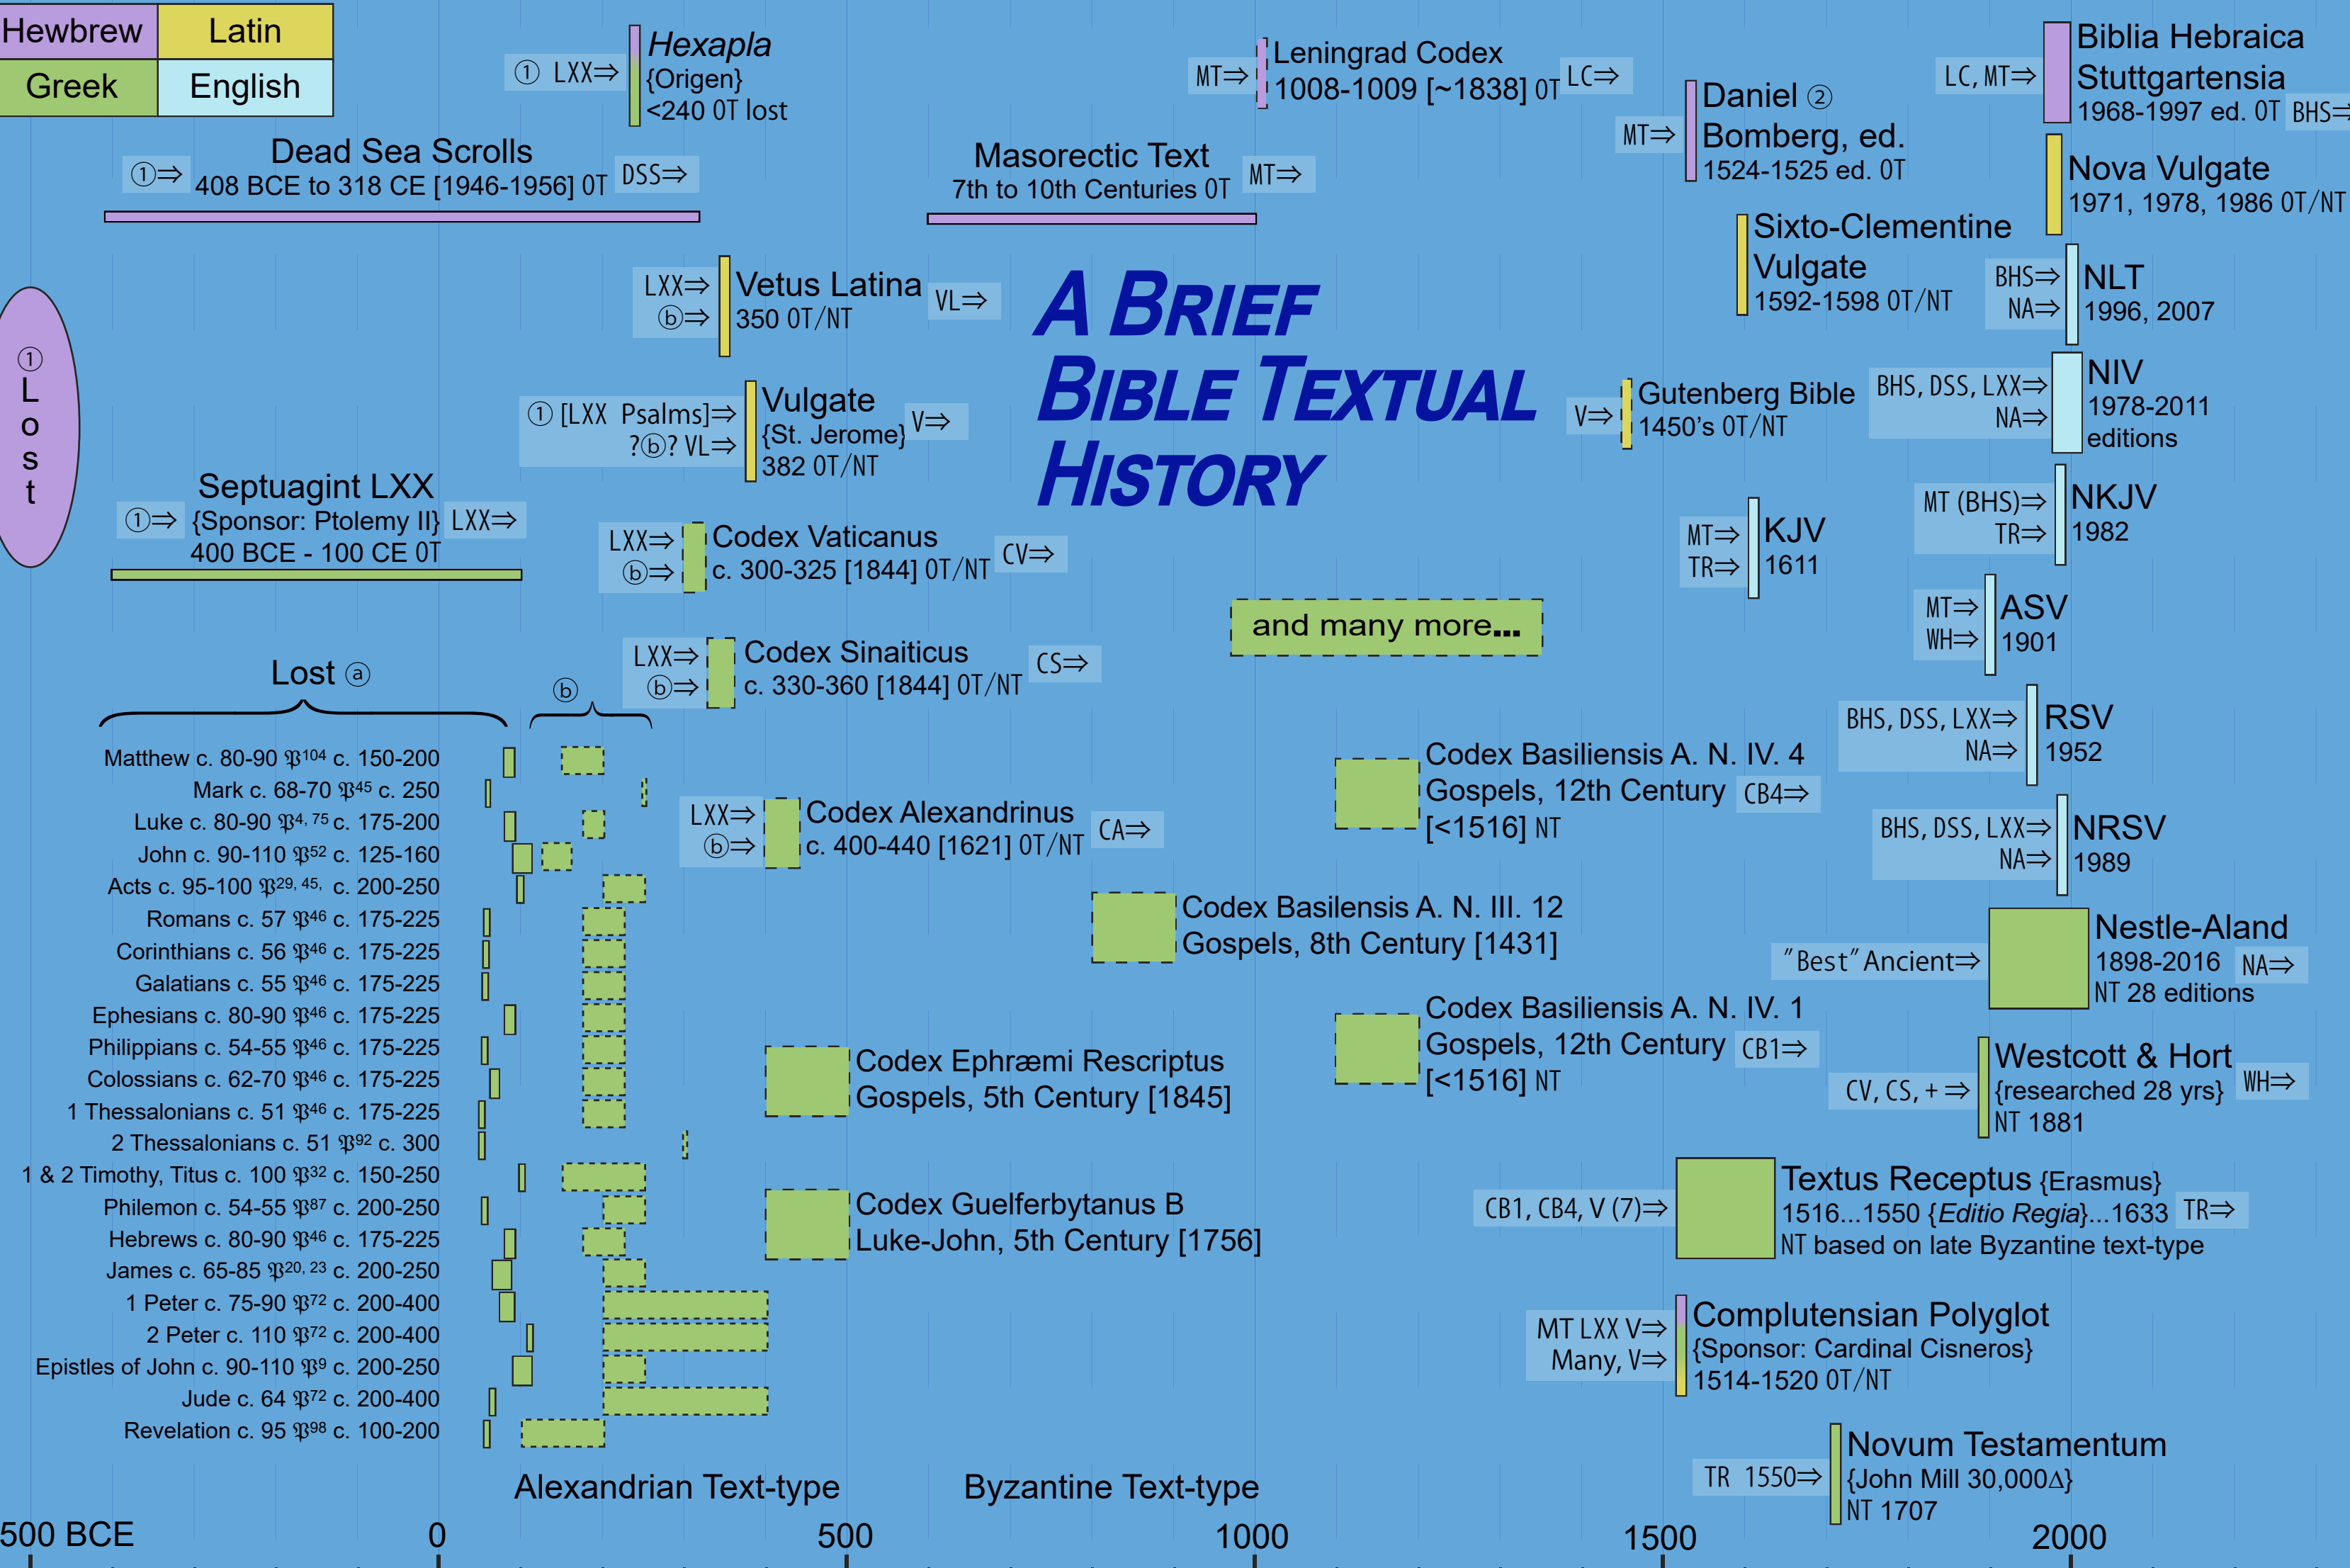 Hewbrew
Latin
Greek
English
① LXX⇒
Hexapla
{Origen}
<240 OT lost
①⇒
Dead Sea Scrolls
408 BCE to 318 CE [1946-1956] OT
DSS⇒
MT⇒
Leningrad Codex
1008-1009 [~1838] OT
LC⇒
Masorectic Text
7th to 10th Centuries OT
MT⇒
MT⇒
Daniel ②
Bomberg, ed.
1524-1525 ed. OT
LC, MT⇒
Biblia Hebraica
Stuttgartensia
1968-1997 ed. OT
BHS⇒
Nova Vulgate
1971, 1978, 1986 OT/NT
Sixto-Clementine
Vulgate
1592-1598 OT/NT
BHS⇒
NA⇒
NLT
1996, 2007
①
L
o
s
t
LXX⇒
ⓑ⇒
Vetus Latina
350 OT/NT
VL⇒
A BRIEF
BIBLE TEXTUAL
HISTORY
① [LXX Psalms]⇒
?ⓑ? VL⇒
Vulgate
{St. Jerome}
382 OT/NT
V⇒
V⇒
Gutenberg Bible
1450's OT/NT
BHS, DSS, LXX⇒
NA⇒
NIV
1978-2011
editions
①⇒
Septuagint LXX
{Sponsor: Ptolemy II}
400 BCE - 100 CE OT
LXX⇒
LXX⇒
ⓑ⇒
Codex Vaticanus
c. 300-325 [1844] OT/NT
CV⇒
MT⇒
TR⇒
KJV
1611
MT (BHS)⇒
TR⇒
NKJV
1982
and many more...
MT⇒
WH⇒
ASV
1901
LXX⇒
ⓑ⇒
Codex Sinaiticus
c. 330-360 [1844] OT/NT
CS⇒
BHS, DSS, LXX⇒
NA⇒
RSV
1952
Lost ⓐ
ⓑ
Matthew c. 80-90 𝔓104 c. 150-200
Mark c. 68-70 𝔓45 c. 250
Luke c. 80-90 𝔓4, 75 c. 175-200
John c. 90-110 𝔓52 c. 125-160
Acts c. 95-100 𝔓29, 45, c. 200-250
Romans c. 57 𝔓46 c. 175-225
Corinthians c. 56 𝔓46 c. 175-225
Galatians c. 55 𝔓46 c. 175-225
Ephesians c. 80-90 𝔓46 c. 175-225
Philippians c. 54-55 𝔓46 c. 175-225
Colossians c. 62-70 𝔓46 c. 175-225
1 Thessalonians c. 51 𝔓46 c. 175-225
2 Thessalonians c. 51 𝔓92 c. 300
1 & 2 Timothy, Titus c. 100 𝔓32 c. 150-250
Philemon c. 54-55 𝔓87 c. 200-250
Hebrews c. 80-90 𝔓46 c. 175-225
James c. 65-85 𝔓20, 23 c. 200-250
1 Peter c. 75-90 𝔓72 c. 200-400
2 Peter c. 110 𝔓72 c. 200-400
Epistles of John c. 90-110 𝔓9 c. 200-250
Jude c. 64 𝔓72 c. 200-400
Revelation c. 95 𝔓98 c. 100-200
LXX⇒
ⓑ⇒
Codex Alexandrinus
c. 400-440 [1621] OT/NT
CA⇒
Codex Basiliensis A. N. IV. 4
Gospels, 12th Century
[<1516] NT
CB4⇒
BHS, DSS, LXX⇒
NA⇒
NRSV
1989
Codex Basilensis A. N. III. 12
Gospels, 8th Century [1431]
"Best" Ancient⇒
Nestle-Aland
1898-2016
NT 28 editions
NA⇒
Codex Basiliensis A. N. IV. 1
Gospels, 12th Century
[<1516] NT
CB1⇒
Codex Ephræmi Rescriptus
Gospels, 5th Century [1845]
CV, CS, + ⇒
Westcott & Hort
{researched 28 yrs}
NT 1881
WH⇒
Codex Guelferbytanus B
Luke-John, 5th Century [1756]
CB1, CB4, V (7)⇒
Textus Receptus {Erasmus}
1516...1550 {Editio Regia}...1633
NT based on late Byzantine text-type
TR⇒
MT LXX V⇒
Many, V⇒
Complutensian Polyglot
{Sponsor: Cardinal Cisneros}
1514-1520 OT/NT
TR 1550⇒
Novum Testamentum
{John Mill 30,000Δ}
NT 1707
Alexandrian Text-type
Byzantine Text-type
500 BCE
0
500
1000
1500
2000